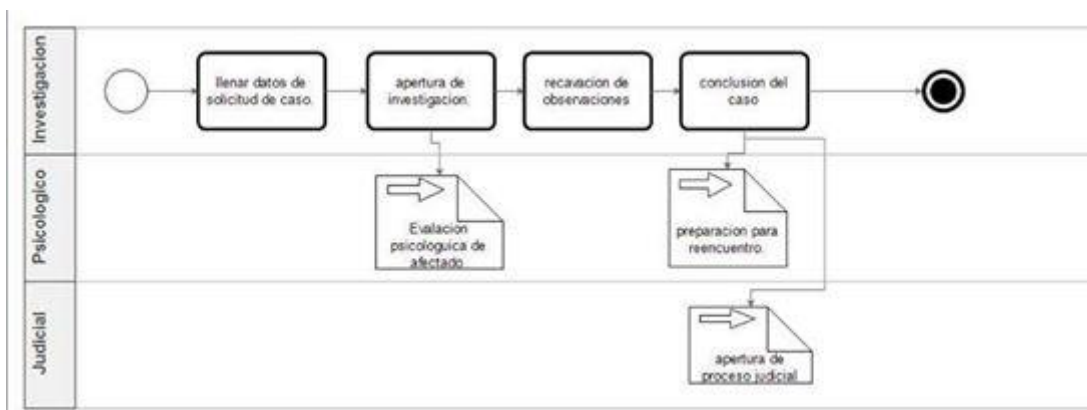 Investigacion
llenar datos de
solicitud de caso.
apertura de
investigacion.
recavacion de
observaciones
conclusion del
caso
Psicologico
Evalacion
psicologuica de
afectado
preparacion para
reencuentro.
Judicial
apertura de
proceso judicial